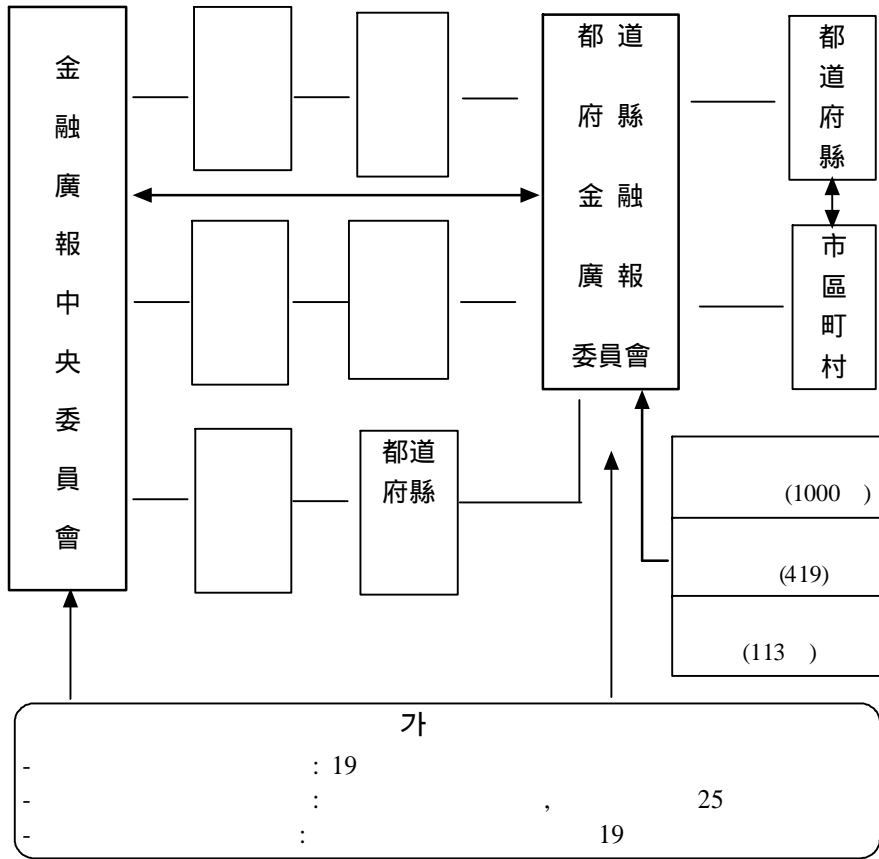 金融廣報中央委員會
都道
府縣
金融
廣報
委員會
都道府縣
市區町村
都道
府縣
(1000 )
(419)
(113 )
가
- : 19
- : , 25
- : 19